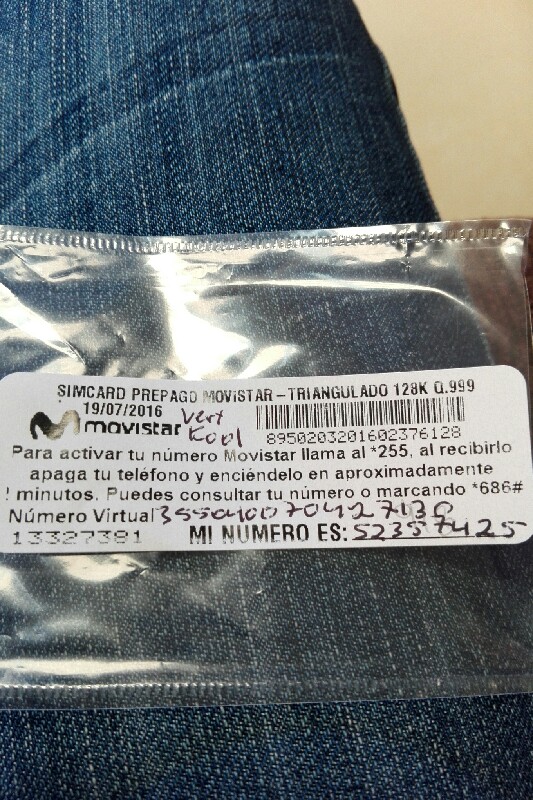 SIMCARD PREPAGO MOVISTAR-TRIANGULADO 128K Q.999
19/07/2016
movistar Vert Kool
8950203201602376128
Para activar tu número Movistar llama al *255, al recibirlo
apaga tu teléfono y enciéndelo en aproximadamente
! minutos. Puedes consultar tu número o marcando *686#
Número Virtual
13327381 MI NUMERO ES: 52357425